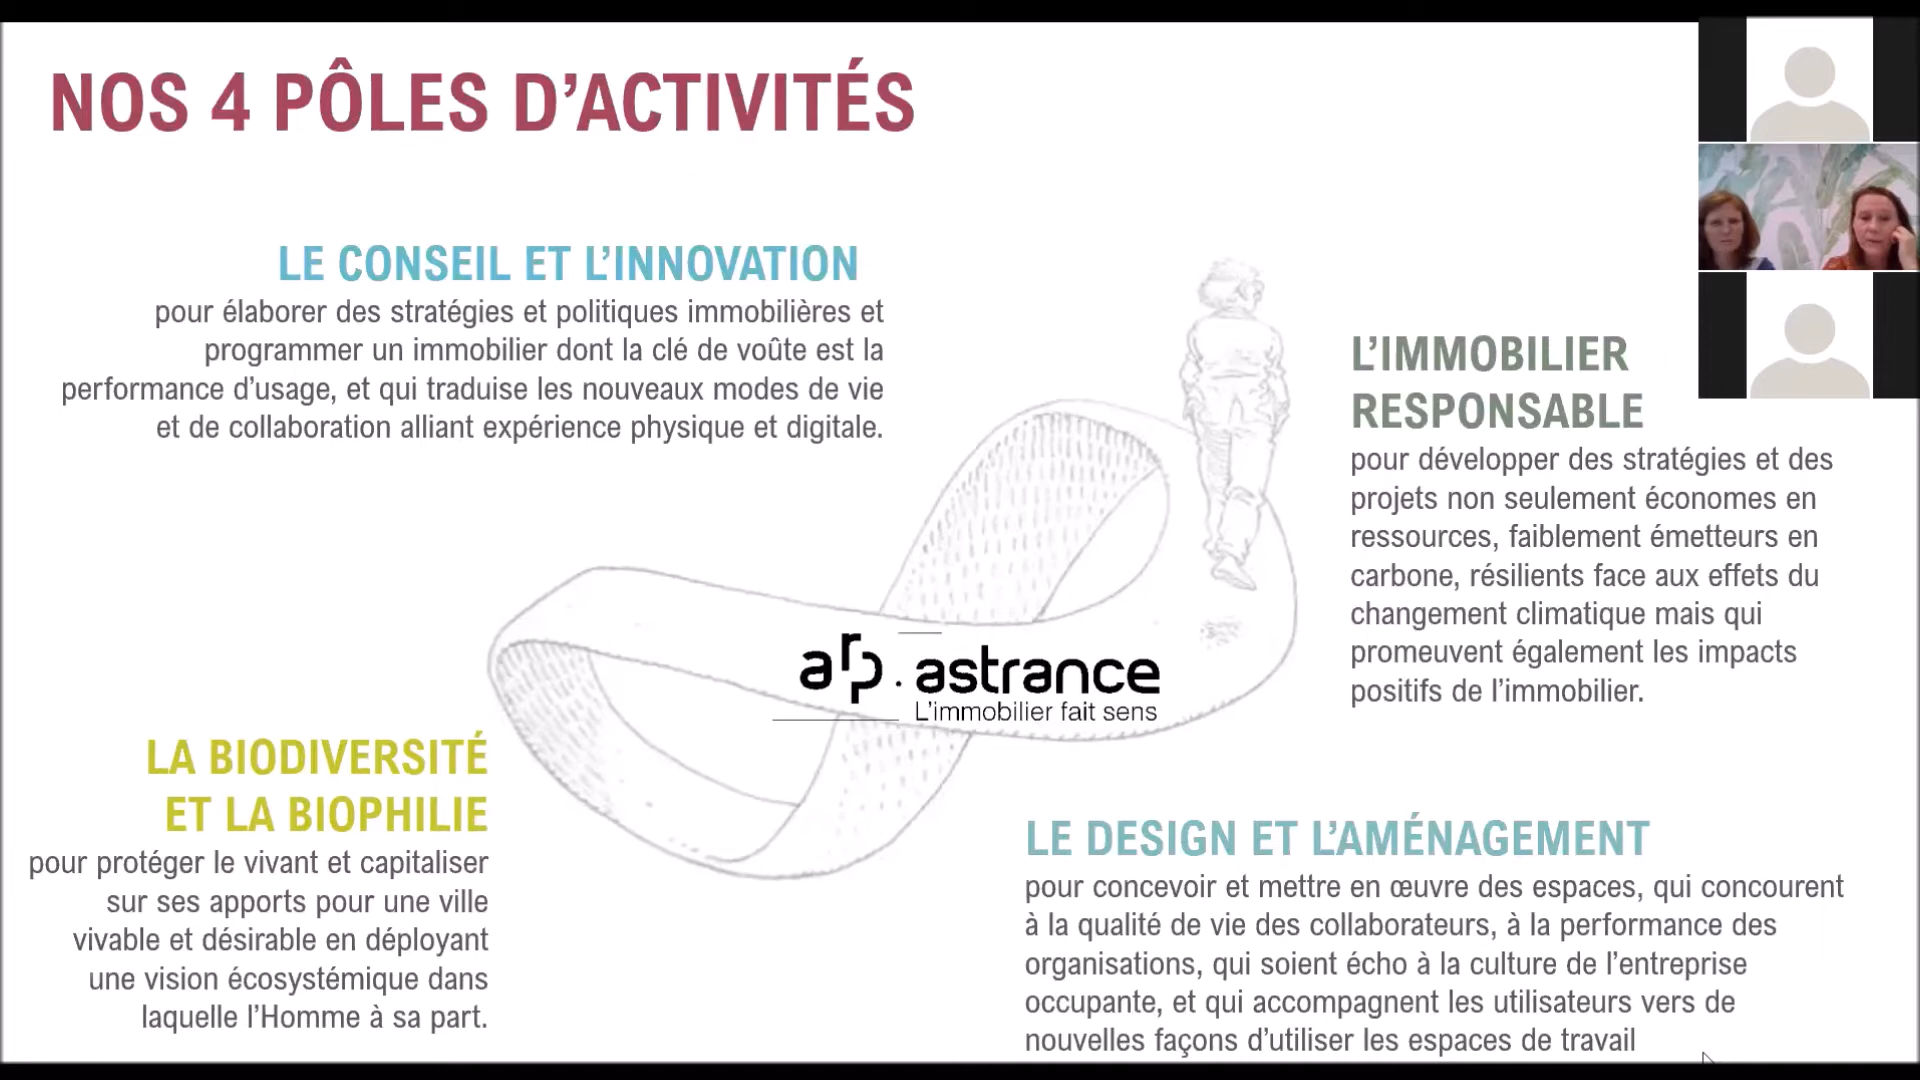 NOS 4 PÔLES D’ACTIVITÉS
LE CONSEIL ET L’INNOVATION
pour élaborer des stratégies et politiques immobilières et
programmer un immobilier dont la clé de voûte est la
performance d’usage, et qui traduise les nouveaux modes de vie
et de collaboration alliant expérience physique et digitale.
L’IMMOBILIER
RESPONSABLE
pour développer des stratégies et des
projets non seulement économes en
ressources, faiblement émetteurs en
carbone, résilients face aux effets du
changement climatique mais qui
promeuvent également les impacts
positifs de l’immobilier.
arp. astrance
L’immobilier fait sens
LA BIODIVERSITÉ
ET LA BIOPHILIE
pour protéger le vivant et capitaliser
sur ses apports pour une ville
vivable et désirable en déployant
une vision écosystémique dans
laquelle l’Homme à sa part.
LE DESIGN ET L’AMÉNAGEMENT
pour concevoir et mettre en œuvre des espaces, qui concourent
à la qualité de vie des collaborateurs, à la performance des
organisations, qui soient écho à la culture de l’entreprise
occupante, et qui accompagnent les utilisateurs vers de
nouvelles façons d’utiliser les espaces de travail